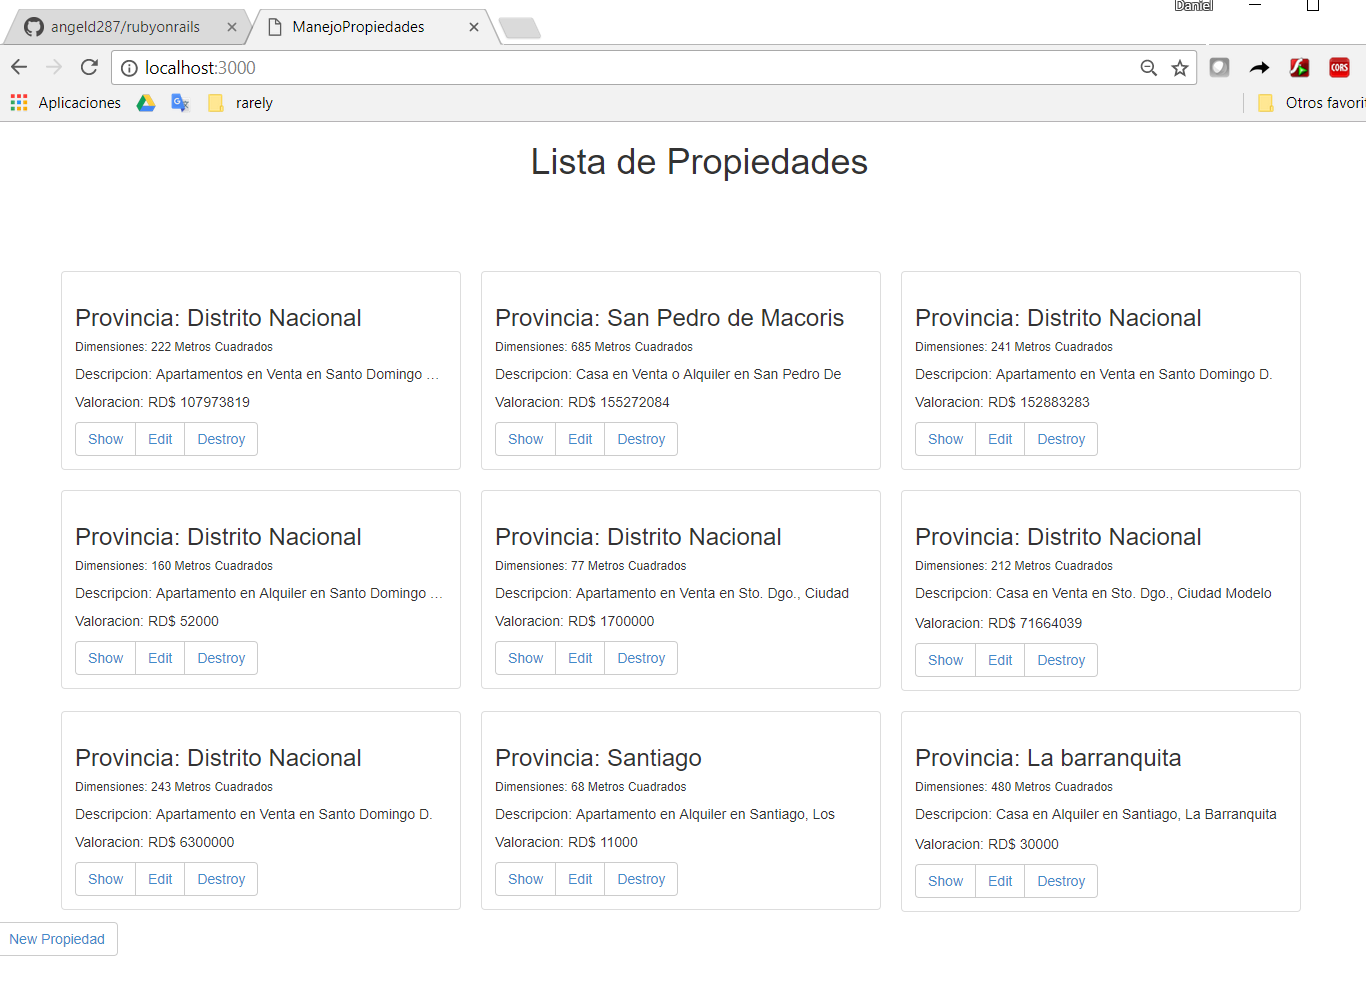 Daniel
angeld287/rubyonrails
ManejoPropiedades
localhost:3000
CORS
Aplicaciones
rarely
Otros favori
Lista de Propiedades
Provincia: Distrito Nacional
Dimensiones: 222 Metros Cuadrados
Descripcion: Apartamentos en Venta en Santo Domingo …
Valoracion: RD$ 107973819
Show Edit Destroy
Provincia: San Pedro de Macoris
Dimensiones: 685 Metros Cuadrados
Descripcion: Casa en Venta o Alquiler en San Pedro De
Valoracion: RD$ 155272084
Show Edit Destroy
Provincia: Distrito Nacional
Dimensiones: 241 Metros Cuadrados
Descripcion: Apartamento en Venta en Santo Domingo D.
Valoracion: RD$ 152883283
Show Edit Destroy
Provincia: Distrito Nacional
Dimensiones: 160 Metros Cuadrados
Descripcion: Apartamento en Alquiler en Santo Domingo …
Valoracion: RD$ 52000
Show Edit Destroy
Provincia: Distrito Nacional
Dimensiones: 77 Metros Cuadrados
Descripcion: Apartamento en Venta en Sto. Dgo., Ciudad
Valoracion: RD$ 1700000
Show Edit Destroy
Provincia: Distrito Nacional
Dimensiones: 212 Metros Cuadrados
Descripcion: Casa en Venta en Sto. Dgo., Ciudad Modelo
Valoracion: RD$ 71664039
Show Edit Destroy
Provincia: Distrito Nacional
Dimensiones: 243 Metros Cuadrados
Descripcion: Apartamento en Venta en Santo Domingo D.
Valoracion: RD$ 6300000
Show Edit Destroy
Provincia: Santiago
Dimensiones: 68 Metros Cuadrados
Descripcion: Apartamento en Alquiler en Santiago, Los
Valoracion: RD$ 11000
Show Edit Destroy
Provincia: La barranquita
Dimensiones: 480 Metros Cuadrados
Descripcion: Casa en Alquiler en Santiago, La Barranquita
Valoracion: RD$ 30000
Show Edit Destroy
New Propiedad